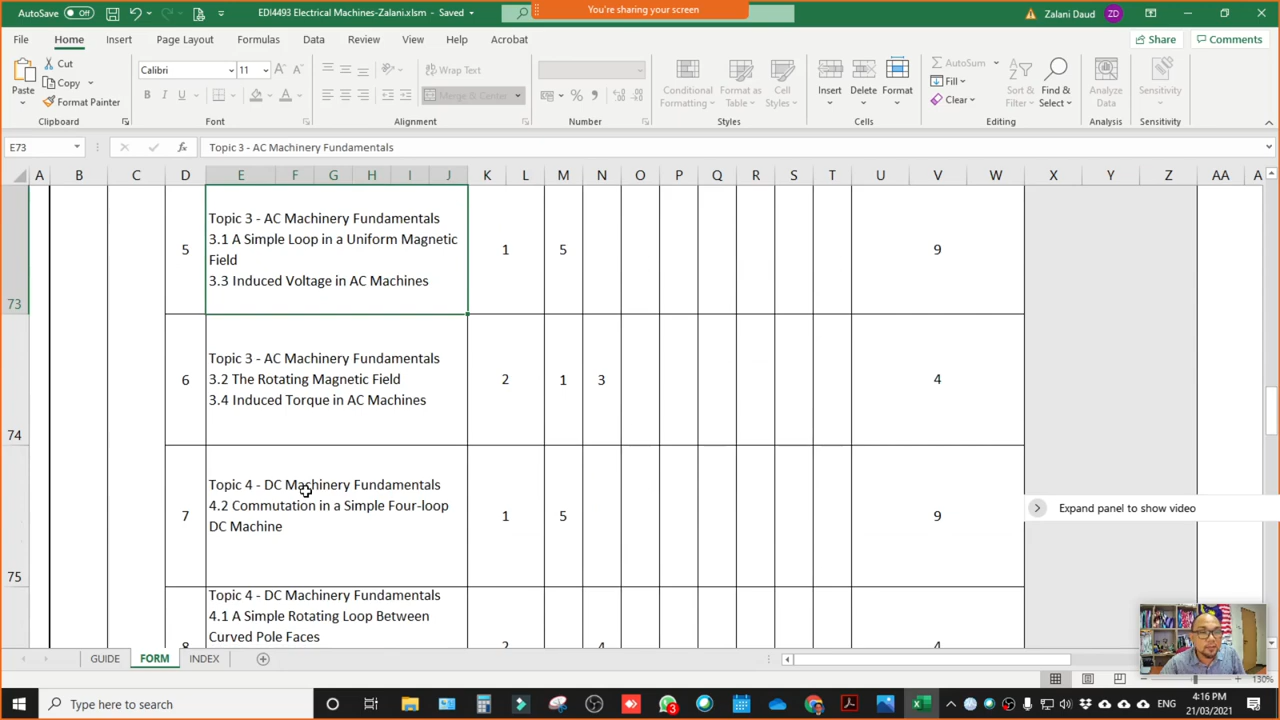 AutoSave Off
EDI4493 Electrical Machines-Zalani.xlsm - Saved
You're sharing your screen
Zalani Daud ZD
File Home Insert Page Layout Formulas Data Review View Help Acrobat Share Comments
Paste
Cut
Copy
Format Painter
Calibri 11
B I U
Wrap Text
Merge & Center
Conditional Formatting
Format as Table
Cell Styles
Insert Delete Format
AutoSum
Fill
Clear
Sort & Filter
Find & Select
Analyze Data
Sensitivity
Clipboard Font Alignment Number Styles Cells Editing Analysis Sensitivity
E73 fx Topic 3 - AC Machinery Fundamentals
A B C D E F G H I J K L M N O P Q R S T U V W X Y Z AA A
73
5
Topic 3 - AC Machinery Fundamentals
3.1 A Simple Loop in a Uniform Magnetic
Field
3.3 Induced Voltage in AC Machines
1 5 9
74
6
Topic 3 - AC Machinery Fundamentals
3.2 The Rotating Magnetic Field
3.4 Induced Torque in AC Machines
2 1 3 4
75
7
Topic 4 - DC Machinery Fundamentals
4.2 Commutation in a Simple Four-loop
DC Machine
1 5 9
Expand panel to show video
8
Topic 4 - DC Machinery Fundamentals
4.1 A Simple Rotating Loop Between
Curved Pole Faces
2 4 4
GUIDE FORM INDEX
130%
Type here to search
3
ENG
4:16 PM
21/03/2021